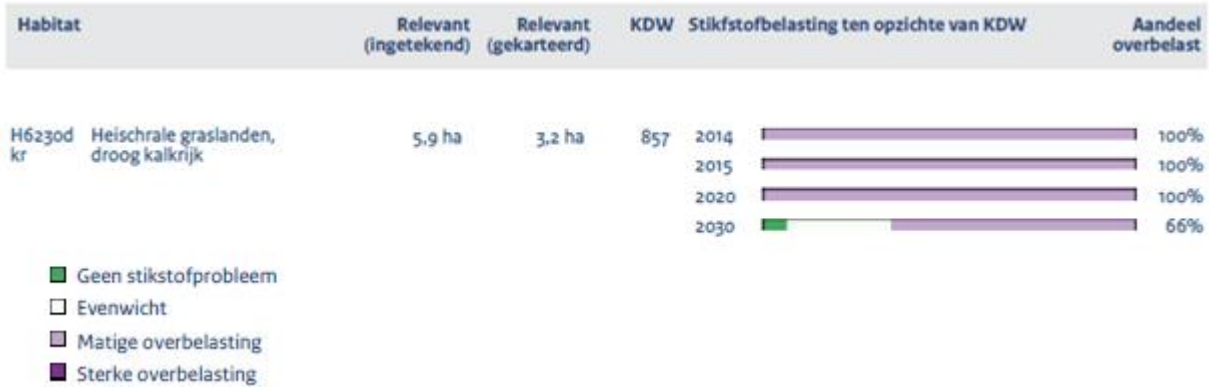 Habitat Relevant Relevant KDW Stikfstofbelasting ten opzichte van KDW Aandeel
(ingetekend) (gekarteerd) overbelast
H6230d Heischrale graslanden, 5,9 ha 3,2 ha 857 2014 100%
kr droog kalkrijk
2015 100%
2020 100%
2030 66%
Geen stikstofprobleem
Evenwicht
Matige overbelasting
Sterke overbelasting